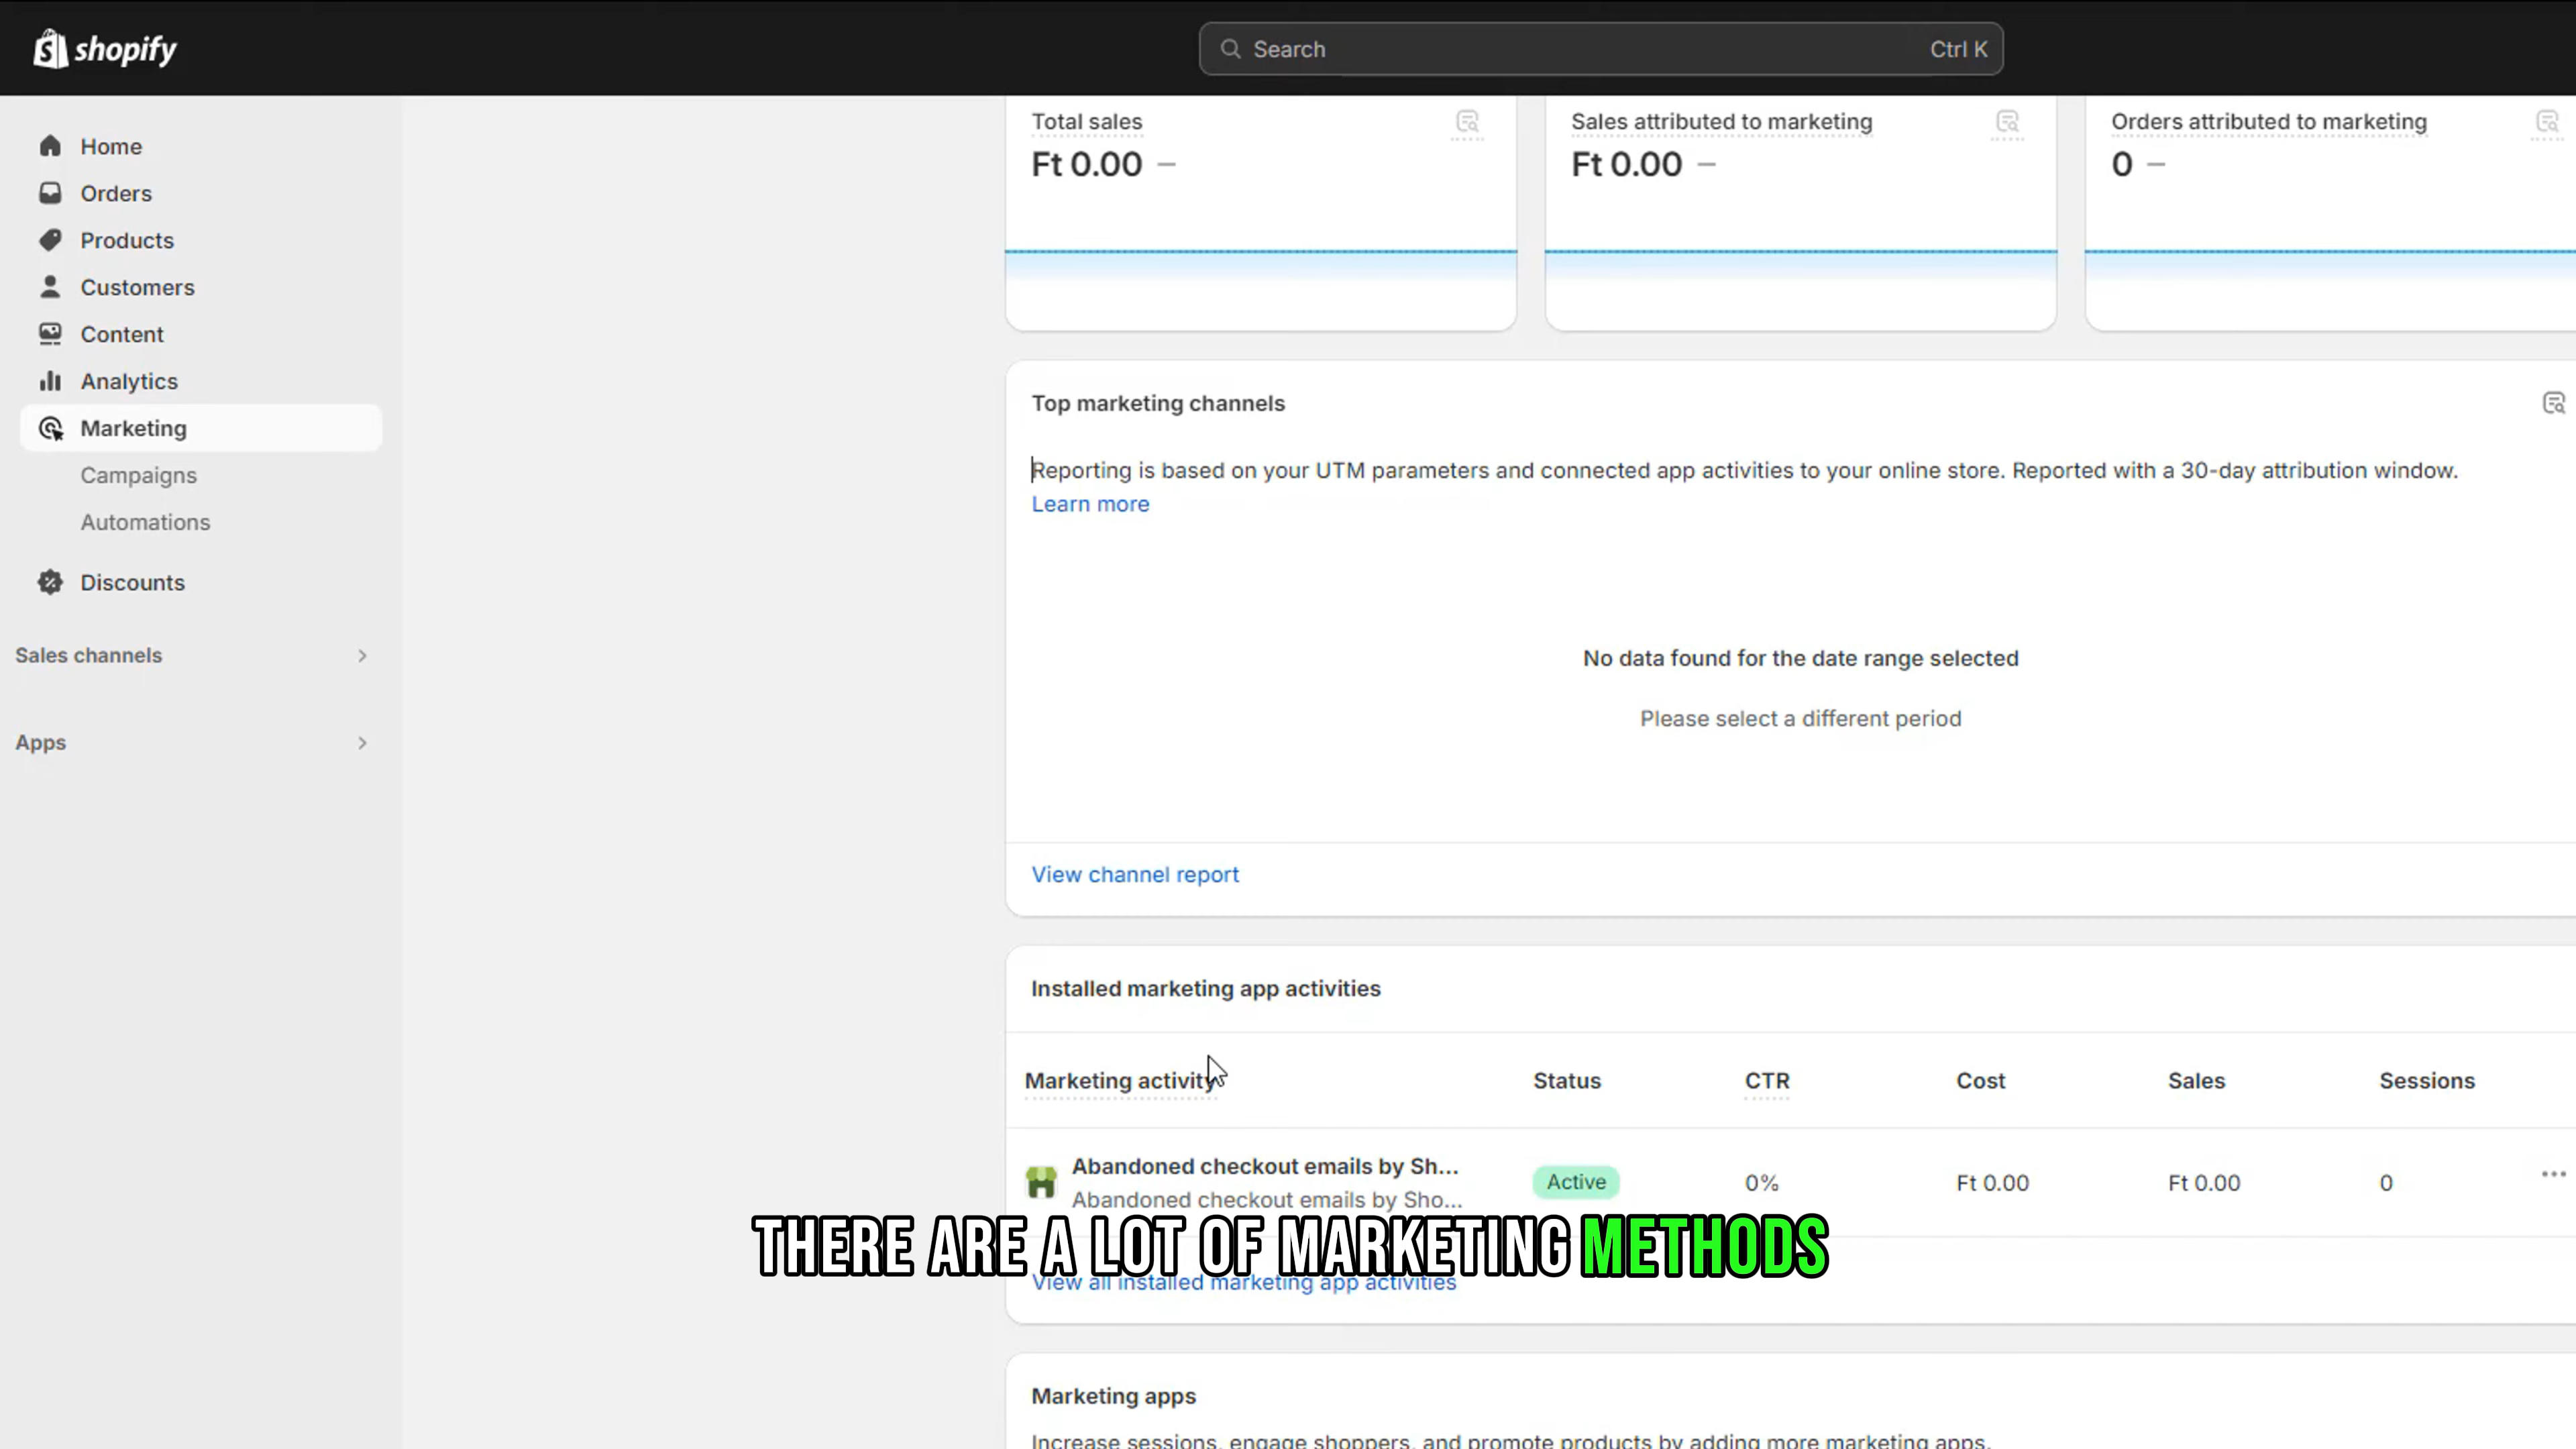 shopify
Search Ctrl K
Home
Orders
Products
Customers
Content
Analytics
Marketing
Campaigns
Automations
Discounts
Sales channels
Apps
Total sales
Ft 0.00 —
Sales attributed to marketing
Ft 0.00 —
Orders attributed to marketing
0 —
Top marketing channels
Reporting is based on your UTM parameters and connected app activities to your online store. Reported with a 30-day attribution window.
Learn more
No data found for the date range selected
Please select a different period
View channel report
Installed marketing app activities
Marketing activity Status CTR Cost Sales Sessions
Abandoned checkout emails by Sh...
Abandoned checkout emails by Sho...
Active 0% Ft 0.00 Ft 0.00 0
THERE ARE A LOT OF MARKETING METHODS
View all installed marketing app activities
Marketing apps
Increase sessions, engage shoppers, and promote products by adding more marketing apps.